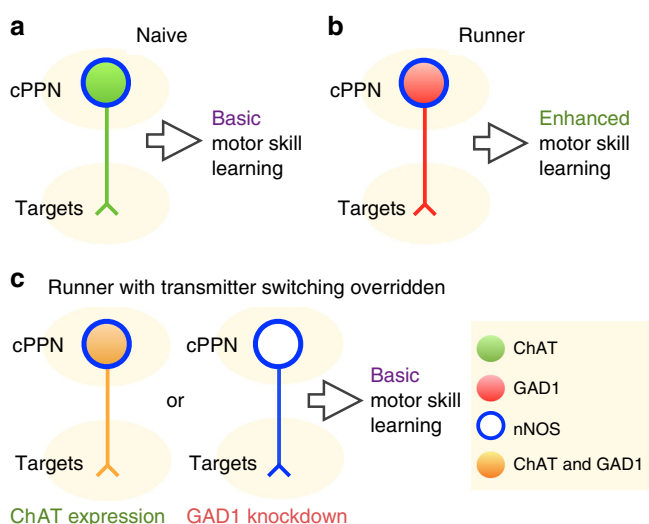 a
Naive
cPPN
Basic
motor skill
learning
Targets
b
Runner
cPPN
Enhanced
motor skill
learning
Targets
c
Runner with transmitter switching overridden
cPPN
Targets
ChAT expression
or
cPPN
Targets
GAD1 knockdown
Basic
motor skill
learning
ChAT
GAD1
nNOS
ChAT and GAD1